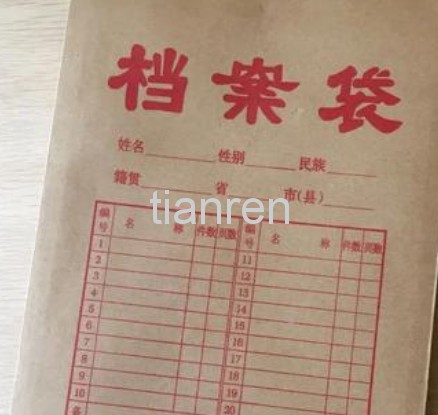 档案袋
姓名 性别 民族
籍贯 省 市(县)
tianren
编号 名 称 件数 页数 编号 名 称 件数 页数
1 11
2 12
3 13
4 14
5 15
6 16
7 17
8 18
9 19
10 20
备